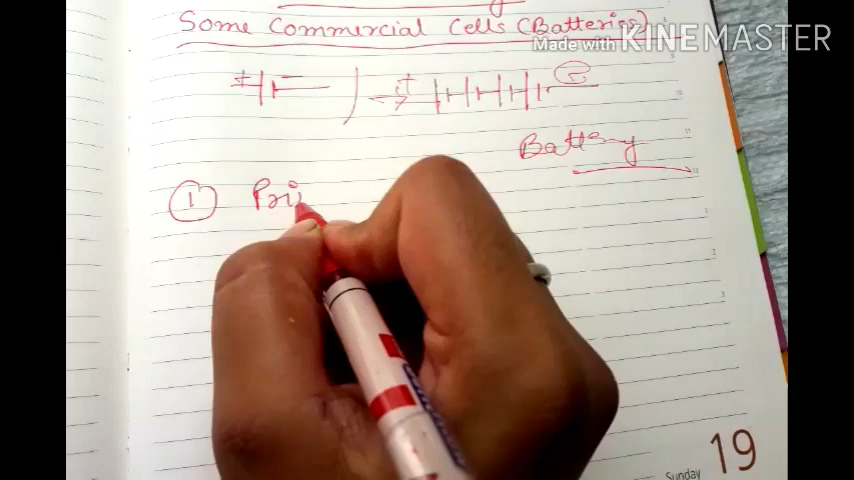 Some Commercial Cells (Batteries)
Made with KINEMASTER
Battery
1 Pri
Sunday 19